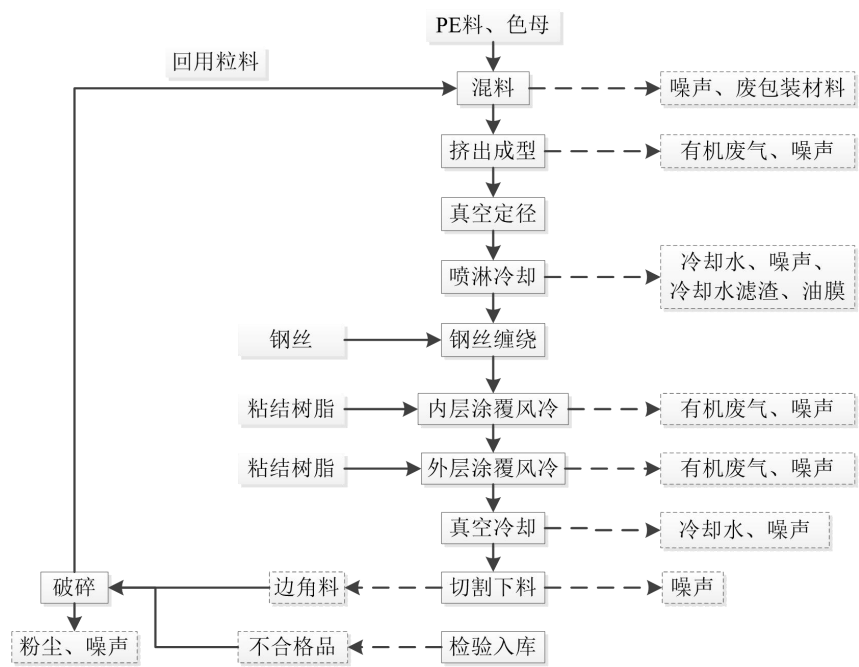 PE料、色母
回用粒料
混料
噪声、废包装材料
挤出成型
有机废气、噪声
真空定径
喷淋冷却
冷却水、噪声、
冷却水滤渣、油膜
钢丝
钢丝缠绕
粘结树脂
内层涂覆风冷
有机废气、噪声
粘结树脂
外层涂覆风冷
有机废气、噪声
真空冷却
冷却水、噪声
破碎
边角料
切割下料
噪声
粉尘、噪声
不合格品
检验入库